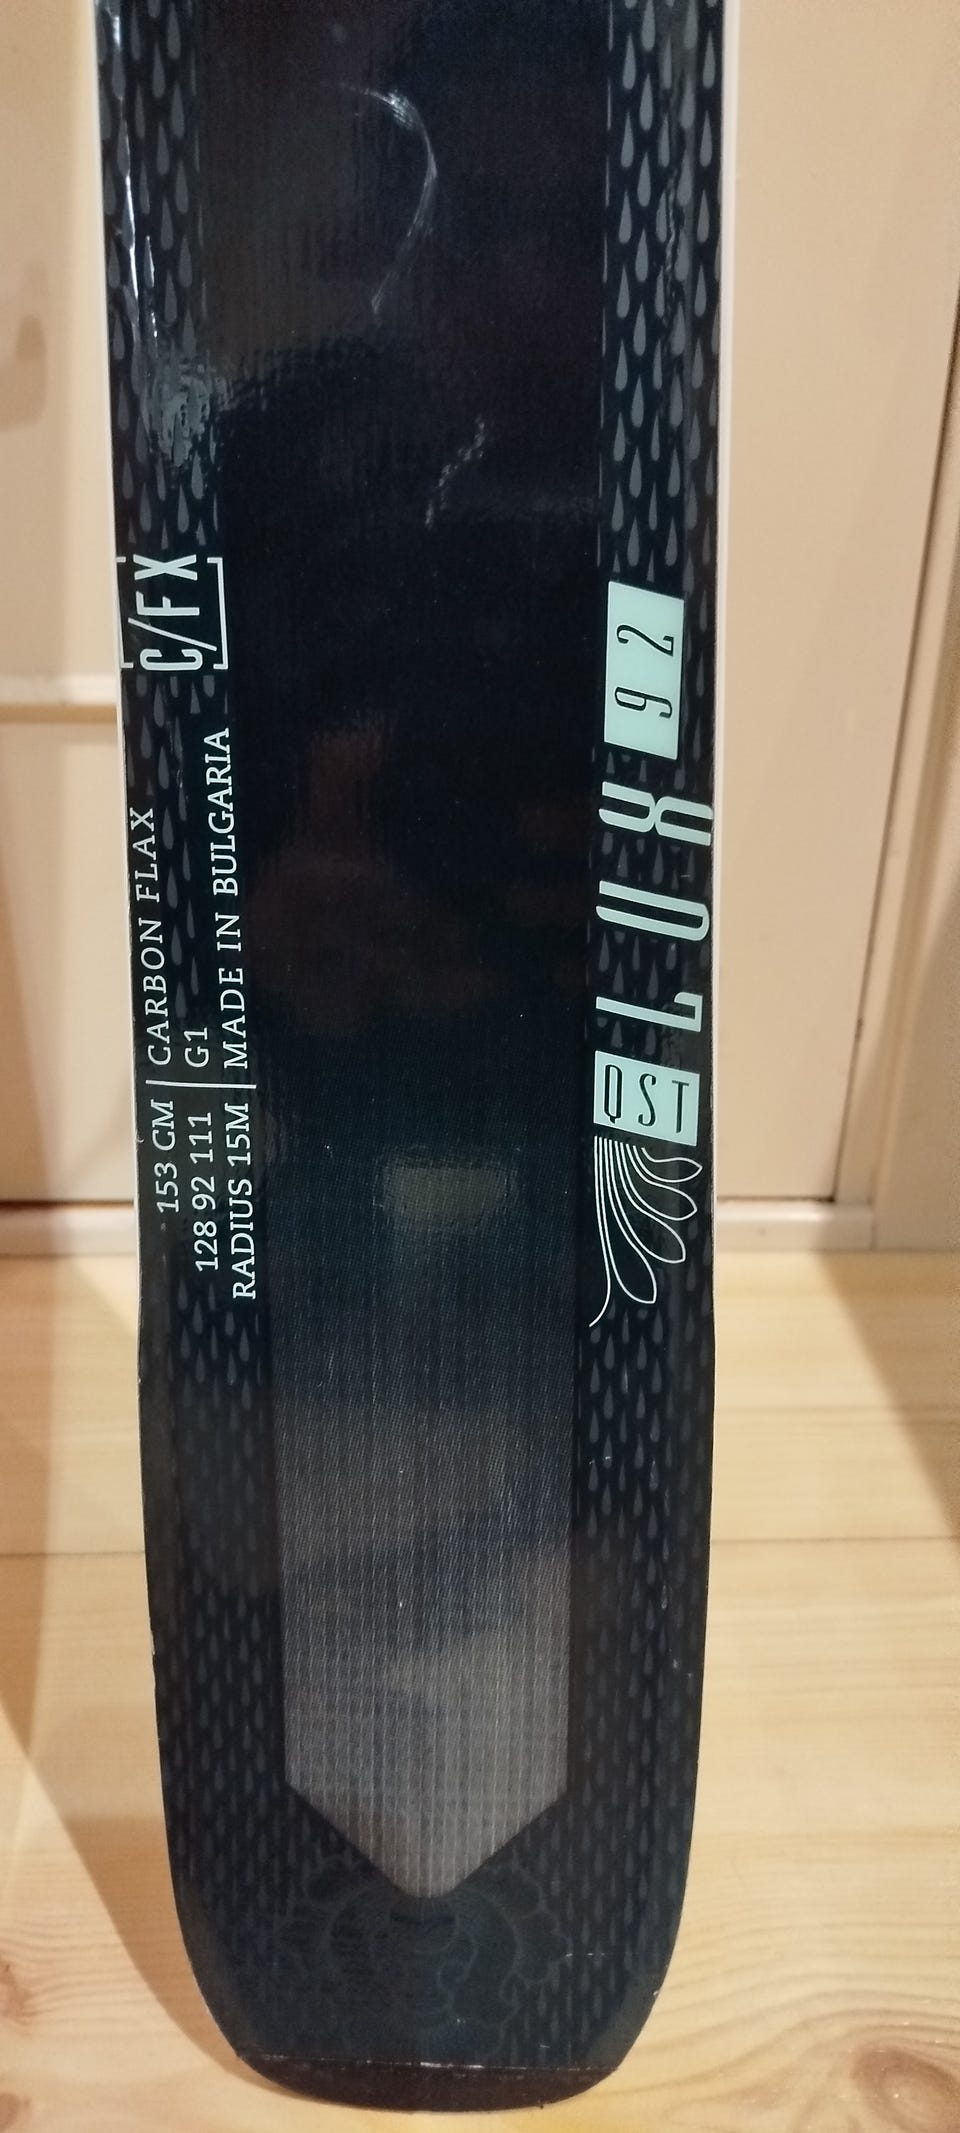 C/FX
153 CM | CARBON FLAX
128 92 111 | G1
RADIUS 15M | MADE IN BULGARIA
QST LUX 92